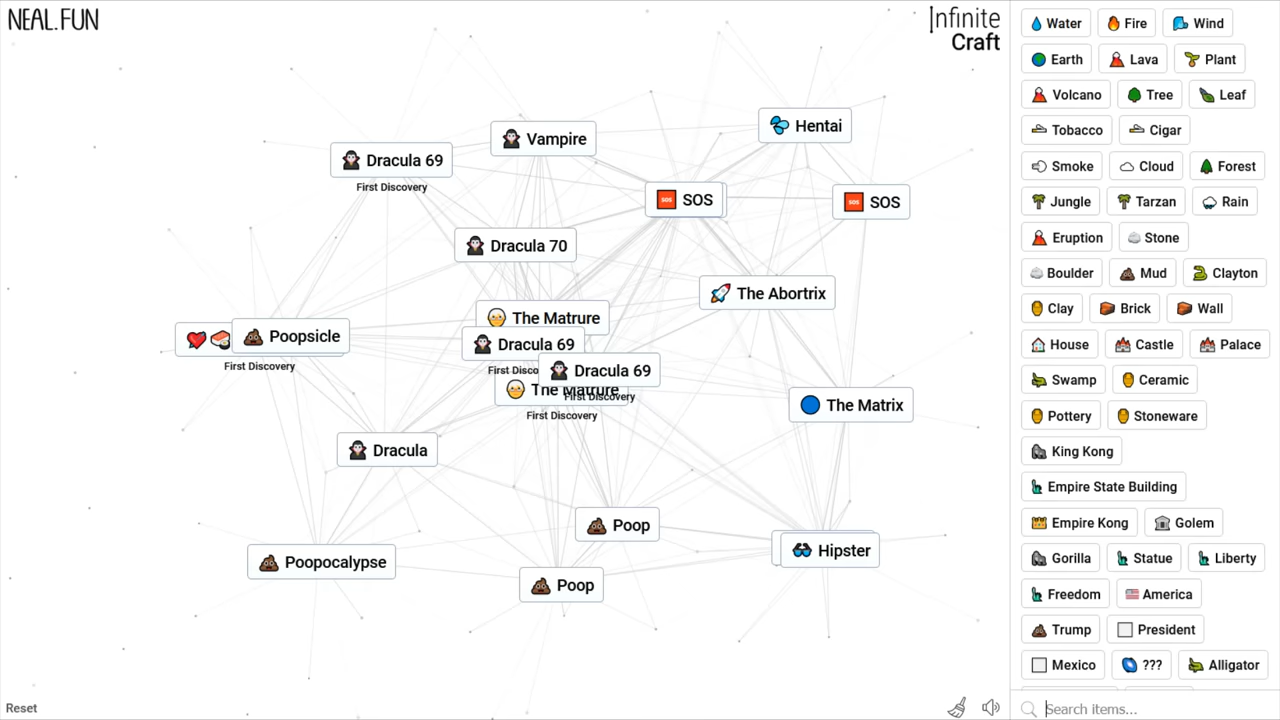 NEAL.FUN
Infinite
Craft
Vampire
Hentai
Dracula 69
First Discovery
SOS
SOS
Dracula 70
The Abortrix
The Matrure
Poopsicle
First Discovery
Dracula 69
First Disco
Dracula 69
First Discovery
The Matrure
First Discovery
The Matrix
Dracula
Poop
Hipster
Poopocalypse
Poop
Reset
Water Fire Wind
Earth Lava Plant
Volcano Tree Leaf
Tobacco Cigar
Smoke Cloud Forest
Jungle Tarzan Rain
Eruption Stone
Boulder Mud Clayton
Clay Brick Wall
House Castle Palace
Swamp Ceramic
Pottery Stoneware
King Kong
Empire State Building
Empire Kong Golem
Gorilla Statue Liberty
Freedom America
Trump President
Mexico ??? Alligator
Search items...